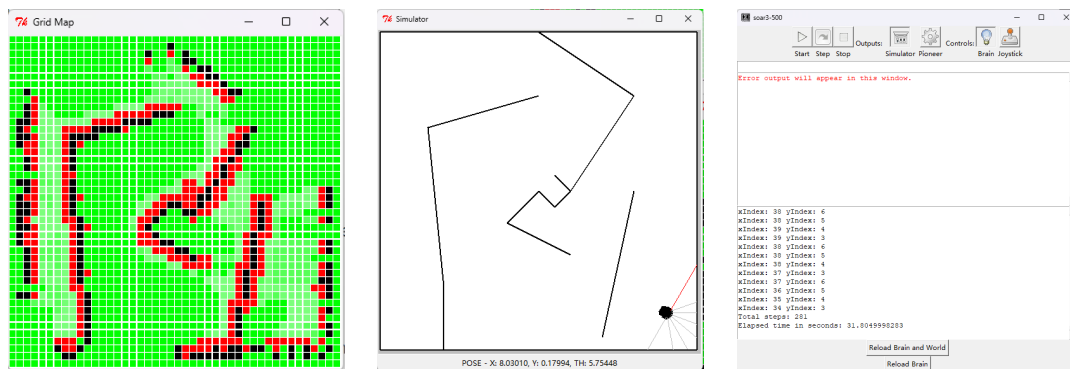 Grid Map
Simulator
POSE - X: 8.03010, Y: 0.17994, TH: 5.75448
soar3-500
Outputs:
Controls:
Start Step Stop Simulator Pioneer Brain Joystick
Error output will appear in this window.
xIndex: 38 yIndex: 6
xIndex: 38 yIndex: 5
xIndex: 39 yIndex: 4
xIndex: 39 yIndex: 3
xIndex: 38 yIndex: 6
xIndex: 38 yIndex: 5
xIndex: 38 yIndex: 4
xIndex: 37 yIndex: 3
xIndex: 37 yIndex: 6
xIndex: 36 yIndex: 5
xIndex: 35 yIndex: 4
xIndex: 34 yIndex: 3
Total steps: 281
Elapsed time in seconds: 31.8049998283
Reload Brain and World
Reload Brain